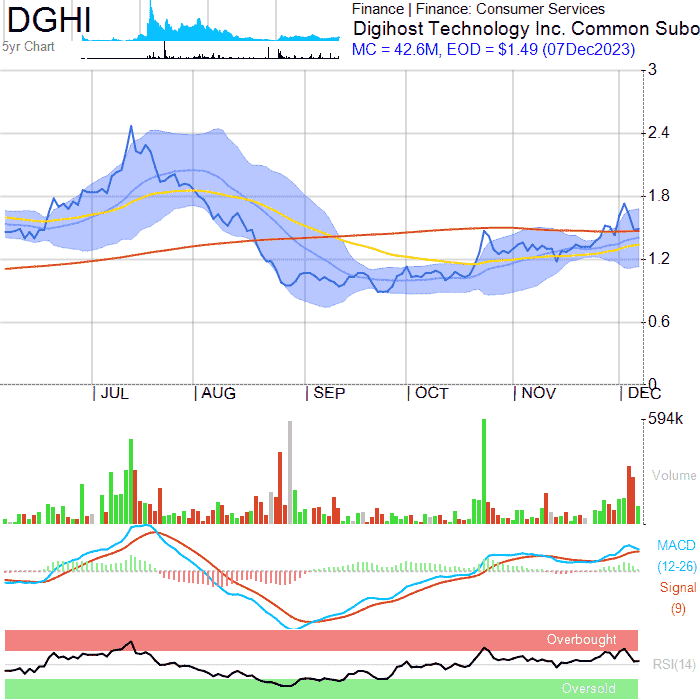 DGHI
5yr Chart
Finance | Finance: Consumer Services
Digihost Technology Inc. Common Subo
MC = 42.6M, EOD = $1.49 (07Dec2023)
3
2.4
1.8
1.2
0.6
0
JUL AUG SEP OCT NOV DEC
594k
Volume
MACD
(12-26)
Signal
(9)
Overbought
RSI(14)
Oversold